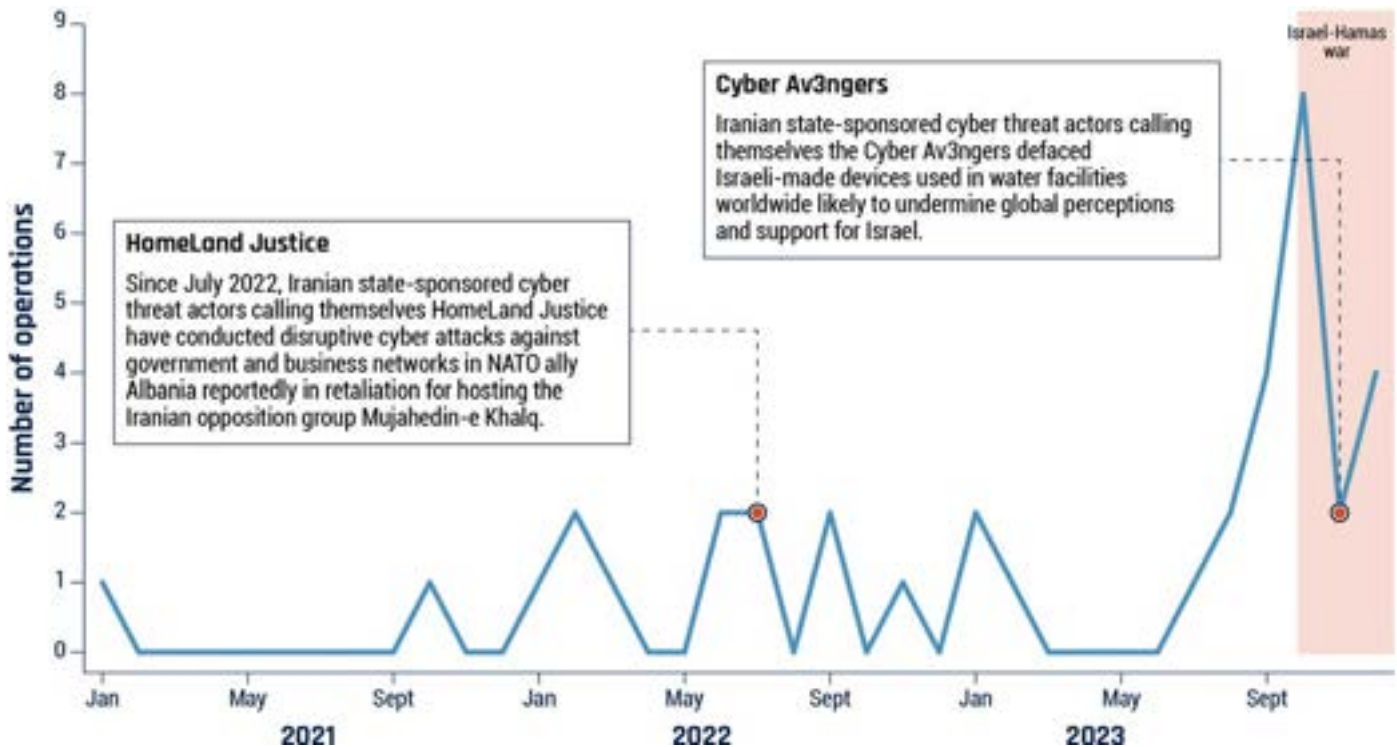 9
8
7
6
5
4
3
2
1
0
Number of operations
HomeLand Justice
Since July 2022, Iranian state-sponsored cyber
threat actors calling themselves HomeLand Justice
have conducted disruptive cyber attacks against
government and business networks in NATO ally
Albania reportedly in retaliation for hosting the
Iranian opposition group Mujahedin-e Khalq.
Cyber Av3ngers
Iranian state-sponsored cyber threat actors calling
themselves the Cyber Av3ngers defaced
Israeli-made devices used in water facilities
worldwide likely to undermine global perceptions
and support for Israel.
Israel-Hamas
war
Jan May Sept Jan May Sept Jan May Sept
2021 2022 2023